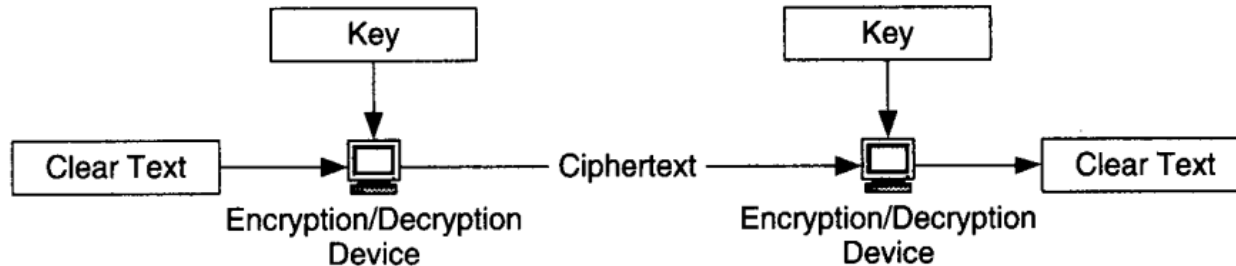 Key
Key
Clear Text
Ciphertext
Clear Text
Encryption/Decryption
Device
Encryption/Decryption
Device